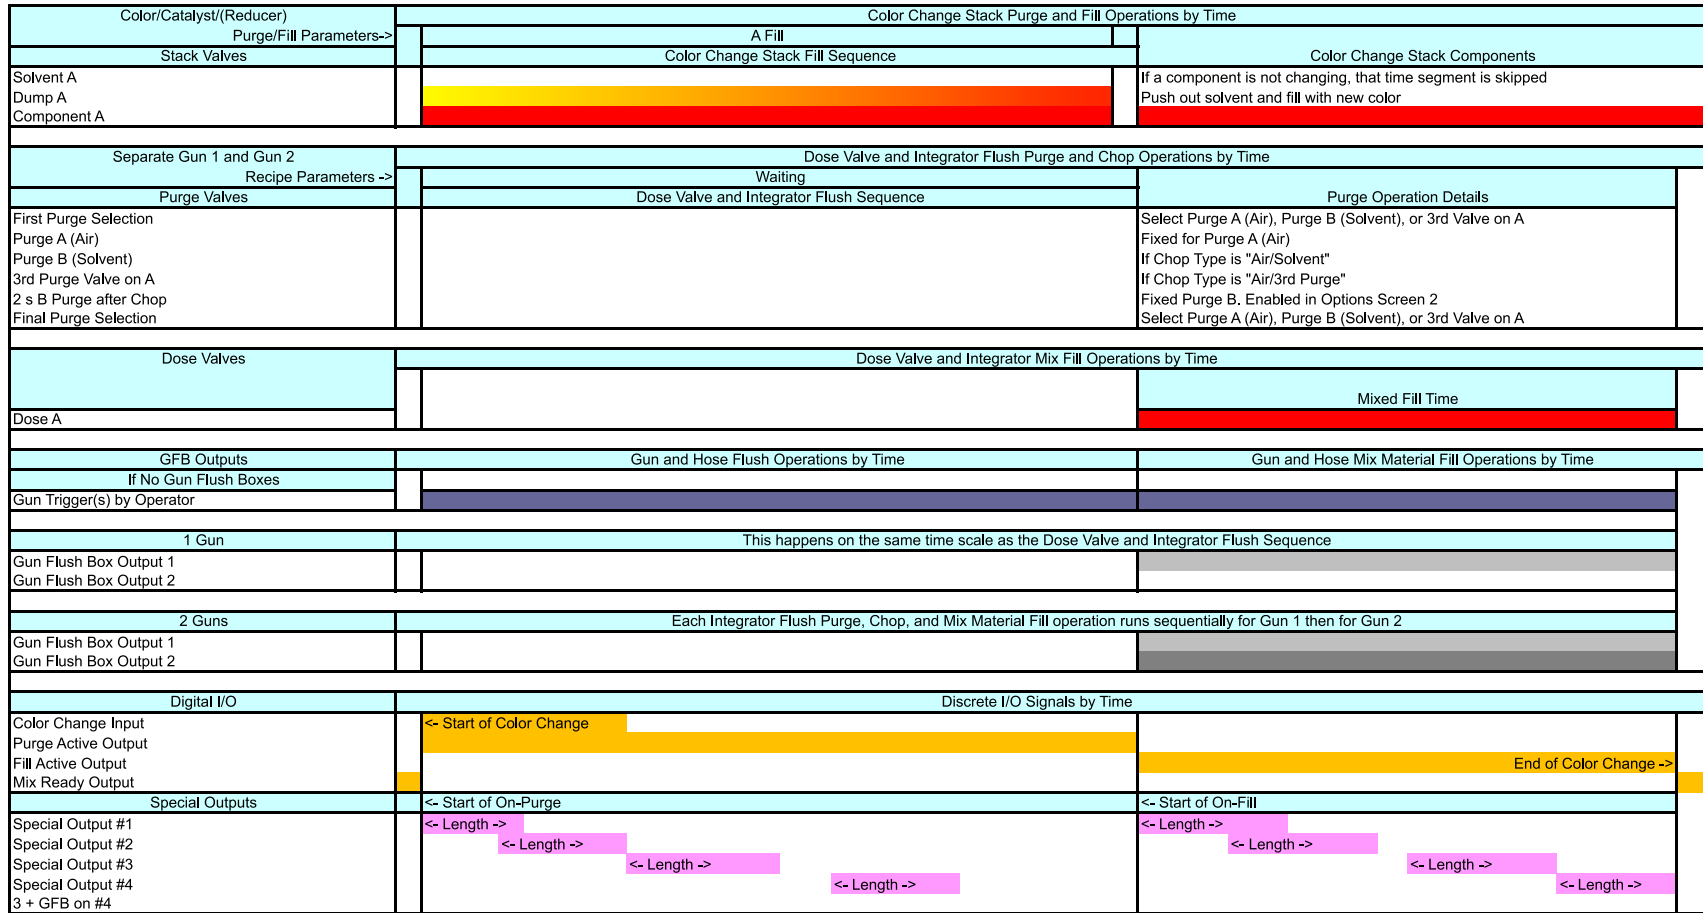 Color/Catalyst/(Reducer)
Color Change Stack Purge and Fill Operations by Time
Purge/Fill Parameters->
A Fill
Stack Valves
Color Change Stack Fill Sequence
Color Change Stack Components
Solvent A
If a component is not changing, that time segment is skipped
Dump A
Push out solvent and fill with new color
Component A
Separate Gun 1 and Gun 2
Dose Valve and Integrator Flush Purge and Chop Operations by Time
Recipe Parameters ->
Waiting
Purge Valves
Dose Valve and Integrator Flush Sequence
Purge Operation Details
First Purge Selection
Select Purge A (Air), Purge B (Solvent), or 3rd Valve on A
Purge A (Air)
Fixed for Purge A (Air)
Purge B (Solvent)
If Chop Type is "Air/Solvent"
3rd Purge Valve on A
If Chop Type is "Air/3rd Purge"
2 s B Purge after Chop
Fixed Purge B. Enabled in Options Screen 2
Final Purge Selection
Select Purge A (Air), Purge B (Solvent), or 3rd Valve on A
Dose Valves
Dose Valve and Integrator Mix Fill Operations by Time
Mixed Fill Time
Dose A
GFB Outputs
Gun and Hose Flush Operations by Time
Gun and Hose Mix Material Fill Operations by Time
If No Gun Flush Boxes
Gun Trigger(s) by Operator
1 Gun
This happens on the same time scale as the Dose Valve and Integrator Flush Sequence
Gun Flush Box Output 1
Gun Flush Box Output 2
2 Guns
Each Integrator Flush Purge, Chop, and Mix Material Fill operation runs sequentially for Gun 1 then for Gun 2
Gun Flush Box Output 1
Gun Flush Box Output 2
Digital I/O
Discrete I/O Signals by Time
Color Change Input
<- Start of Color Change
Purge Active Output
Fill Active Output
End of Color Change ->
Mix Ready Output
Special Outputs
<- Start of On-Purge
<- Start of On-Fill
Special Output #1
<- Length ->
<- Length ->
Special Output #2
<- Length ->
<- Length ->
Special Output #3
<- Length ->
<- Length ->
Special Output #4
<- Length ->
<- Length ->
3 + GFB on #4